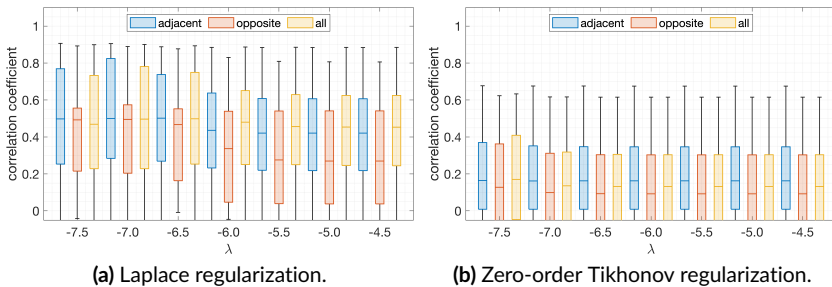 adjacent opposite all
correlation coefficient
1
0.8
0.6
0.4
0.2
0
-7.5 -7.0 -6.5 -6.0 -5.5 -5.0 -4.5
λ
(a) Laplace regularization.
adjacent opposite all
correlation coefficient
1
0.8
0.6
0.4
0.2
0
-7.5 -7.0 -6.5 -6.0 -5.5 -5.0 -4.5
λ
(b) Zero-order Tikhonov regularization.